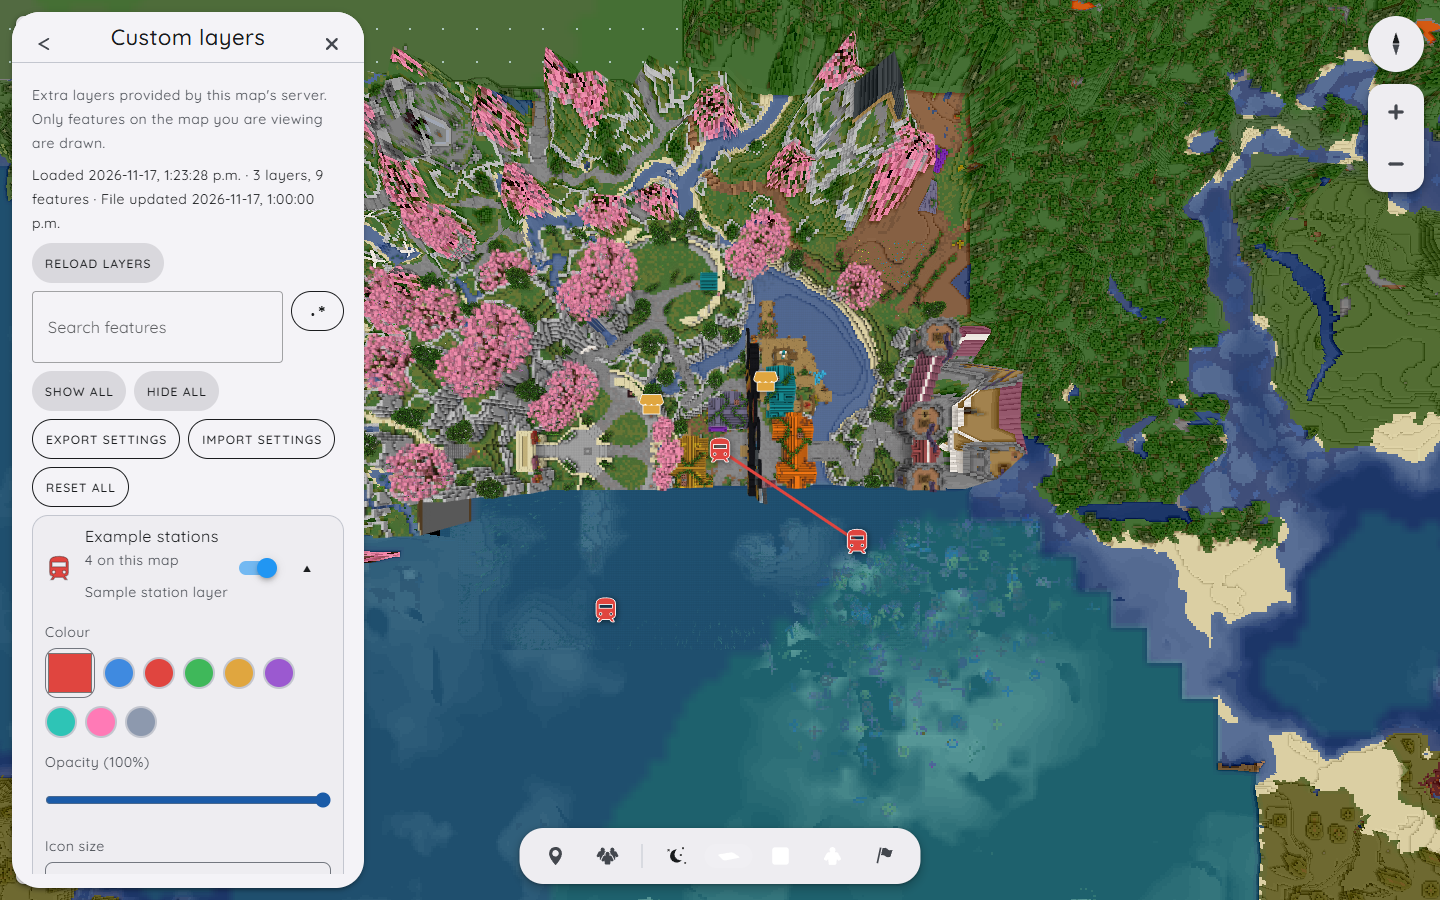 <
Custom layers
×
Extra layers provided by this map's server.
Only features on the map you are viewing
are drawn.
Loaded 2026-11-17, 1:23:28 p.m. · 3 layers, 9
features · File updated 2026-11-17, 1:00:00
p.m.
RELOAD LAYERS
Search features
.*
SHOW ALL
HIDE ALL
EXPORT SETTINGS
IMPORT SETTINGS
RESET ALL
Example stations
4 on this map
Sample station layer
Colour
Opacity (100%)
Icon size